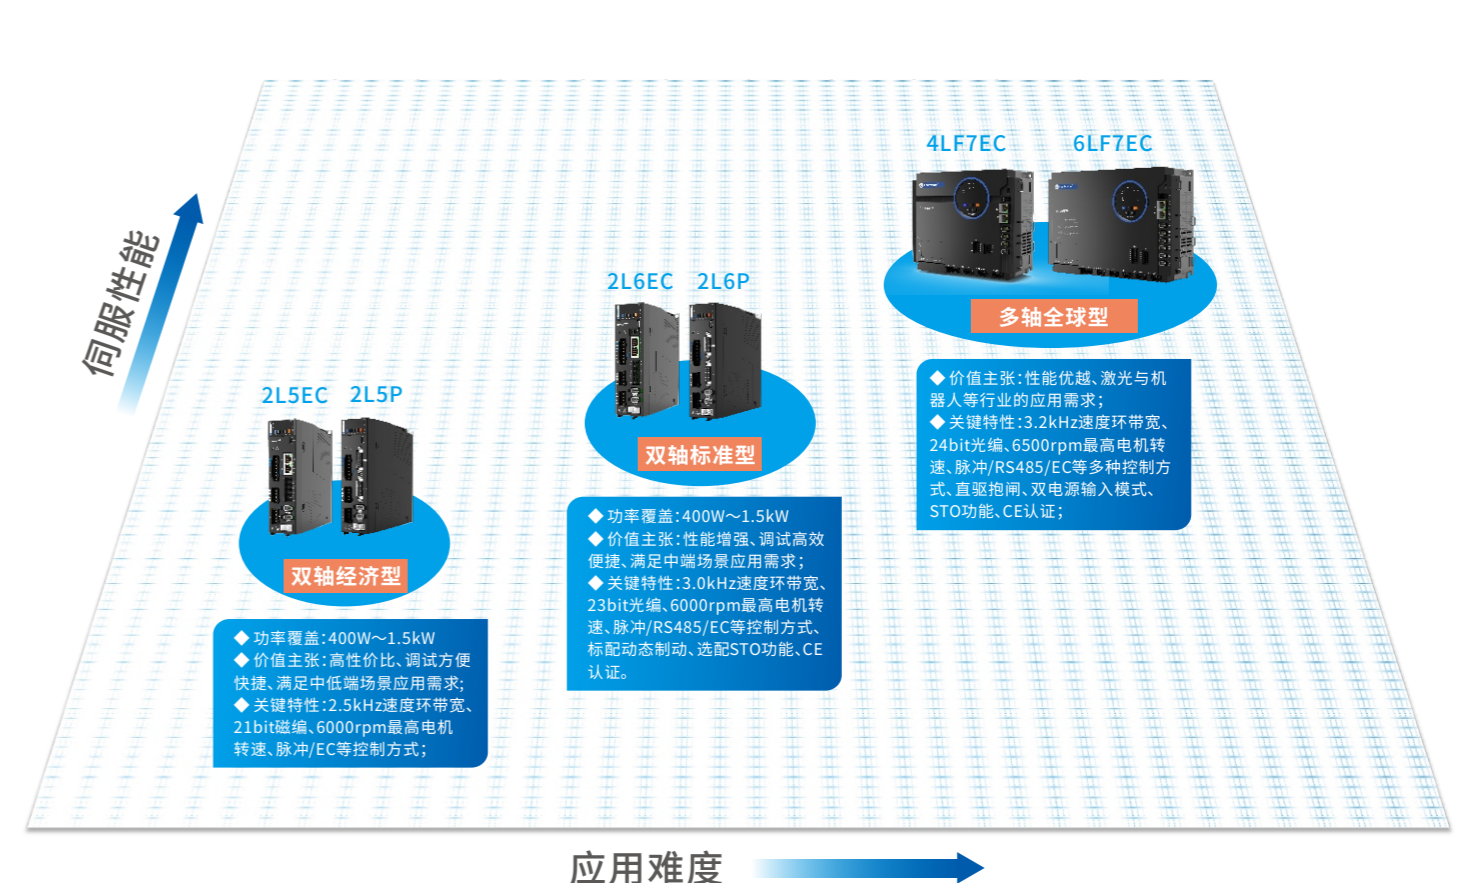 4LF7EC
6LF7EC
多轴全球型
◆ 价值主张：性能优越、激光与机
器人等行业的应用需求；
◆ 关键特性：3.2kHz速度环带宽、
24bit光编、6500rpm最高电机转
速、脉冲/RS485/EC等多种控制方
式、直驱抱闸、双电源输入模式、
STO功能、CE认证；
伺服性能
2L6EC
2L6P
双轴标准型
◆ 功率覆盖：400W～1.5kW
◆ 价值主张：性能增强、调试高效
便捷、满足中端场景应用需求；
◆ 关键特性：3.0kHz速度环带宽、
23bit光编、6000rpm最高电机转
速、脉冲/RS485/EC等控制方式、
标配动态制动、选配STO功能、CE
认证。
2L5EC
2L5P
双轴经济型
◆ 功率覆盖：400W～1.5kW
◆ 价值主张：高性价比、调试方便
快捷、满足中低端场景应用需求；
◆ 关键特性：2.5kHz速度环带宽、
21bit磁编、6000rpm最高电机
转速、脉冲/EC等控制方式；
应用难度